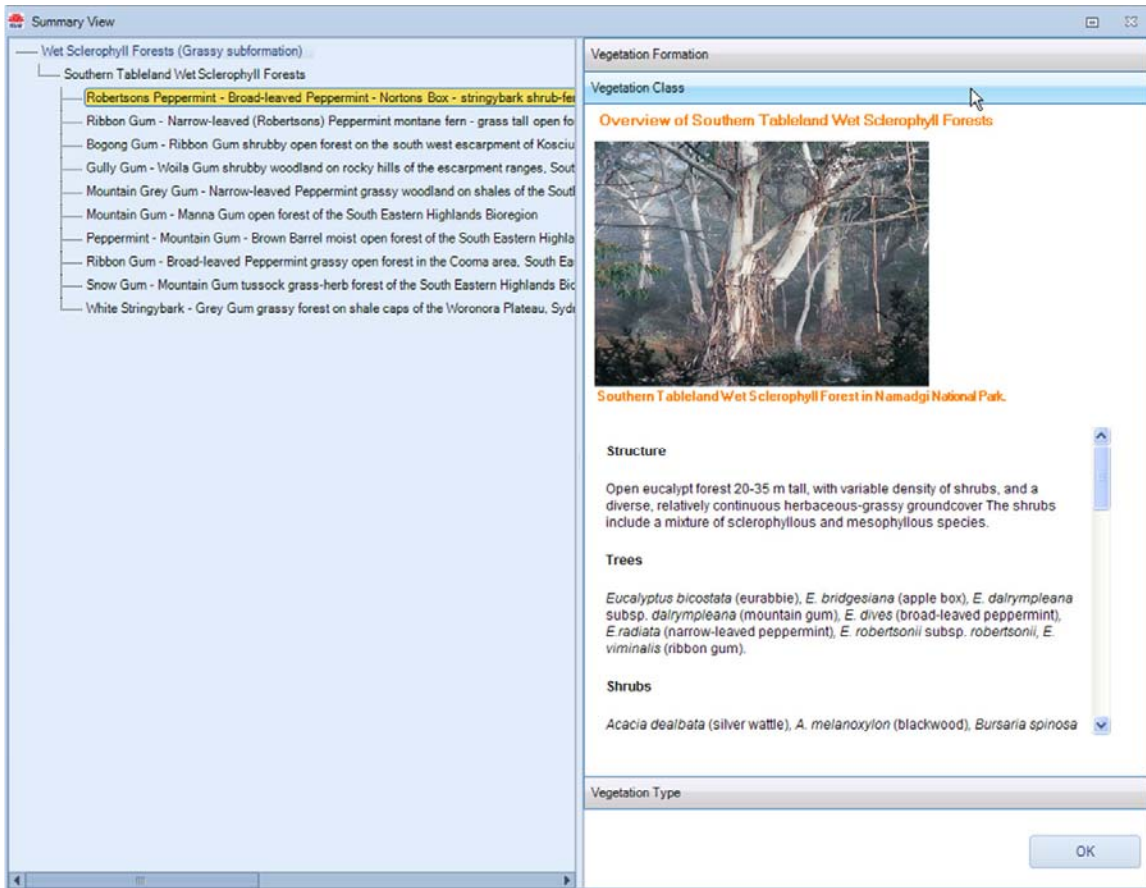 Summary View
Wet Sclerophyll Forests (Grassy subformation)
Southern Tableland Wet Sclerophyll Forests
Robertsons Peppermint - Broad-leaved Peppermint - Nortons Box - stringybark shrub-fe
Ribbon Gum - Narrow-leaved (Robertsons) Peppermint montane fern - grass tall open fo
Bogong Gum - Ribbon Gum shrubby open forest on the south west escarpment of Kosciu
Gully Gum - Woila Gum shrubby woodland on rocky hills of the escarpment ranges, Sout
Mountain Grey Gum - Narrow-leaved Peppermint grassy woodland on shales of the Sout
Mountain Gum - Manna Gum open forest of the South Eastern Highlands Bioregion
Peppermint - Mountain Gum - Brown Barrel moist open forest of the South Eastern Highla
Ribbon Gum - Broad-leaved Peppermint grassy open forest in the Cooma area, South Ea
Snow Gum - Mountain Gum tussock grass-herb forest of the South Eastern Highlands Bio
White Stringybark - Grey Gum grassy forest on shale caps of the Woronora Plateau, Syd
Vegetation Formation
Vegetation Class
Overview of Southern Tableland Wet Sclerophyll Forests
Southern Tableland Wet Sclerophyll Forest in Namadgi National Park.
Structure
Open eucalypt forest 20-35 m tall, with variable density of shrubs, and a
diverse, relatively continuous herbaceous-grassy groundcover The shrubs
include a mixture of sclerophyllous and mesophyllous species.
Trees
Eucalyptus bicostata (eurabbie), E. bridgesiana (apple box), E. dalrympleana
subsp. dalrympleana (mountain gum), E. dives (broad-leaved peppermint),
E.radiata (narrow-leaved peppermint), E. robertsonii subsp. robertsonii, E.
viminalis (ribbon gum).
Shrubs
Acacia dealbata (silver wattle), A. melanoxylon (blackwood), Bursaria spinosa
Vegetation Type
OK